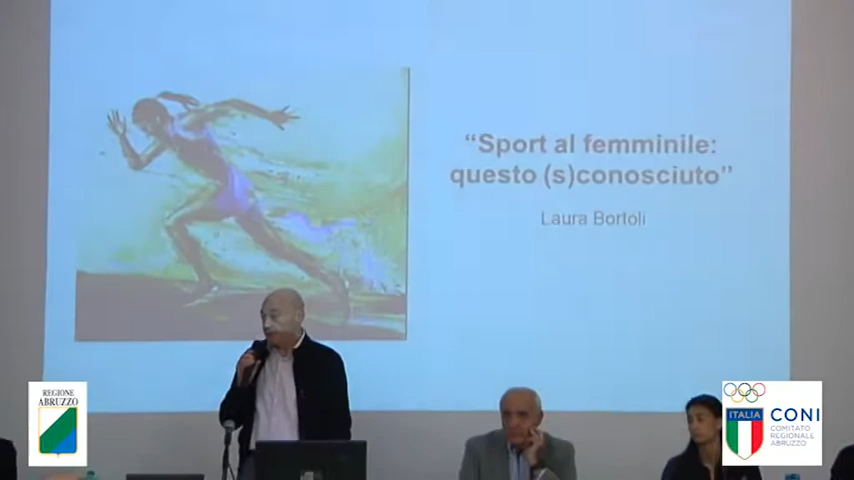 “Sport al femminile:
questo (s)conosciuto”
Laura Bortoli
REGIONE
ABRUZZO
ITALIA
CONI
COMITATO
REGIONALE
ABRUZZO